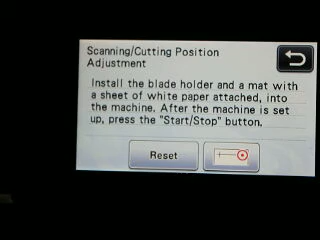 Scanning/Cutting Position
Adjustment
Install the blade holder and a mat with
a sheet of white paper attached, into
the machine. After the machine is set
up, press the "Start/Stop" button.
Reset